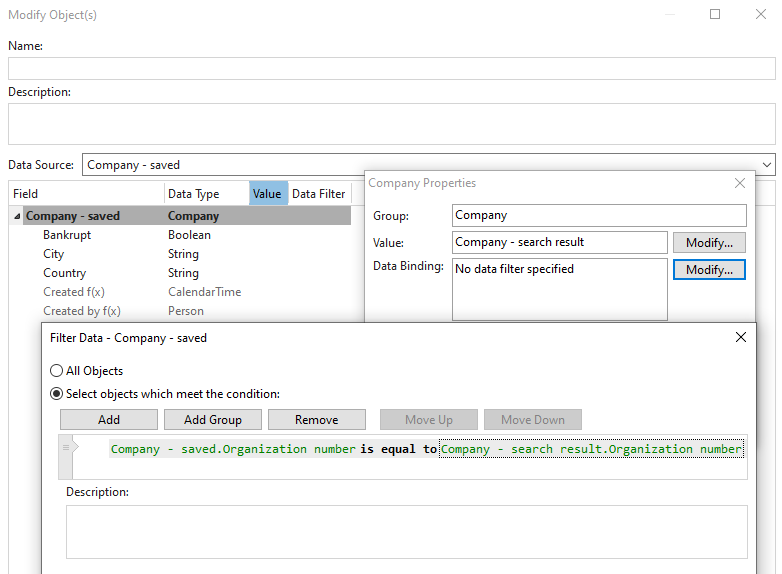 Modify Object(s)
Name:
Description:
Data Source: Company - saved
Field Data Type Value Data Filter
Company - saved Company
Bankrupt Boolean
City String
Country String
Created f(x) CalendarTime
Created by f(x) Person
Company Properties
Group: Company
Value: Company - search result Modify...
Data Binding: No data filter specified Modify...
Filter Data - Company - saved
All Objects
Select objects which meet the condition:
Add Add Group Remove Move Up Move Down
Company - saved.Organization number is equal to Company - search result.Organization number
Description: